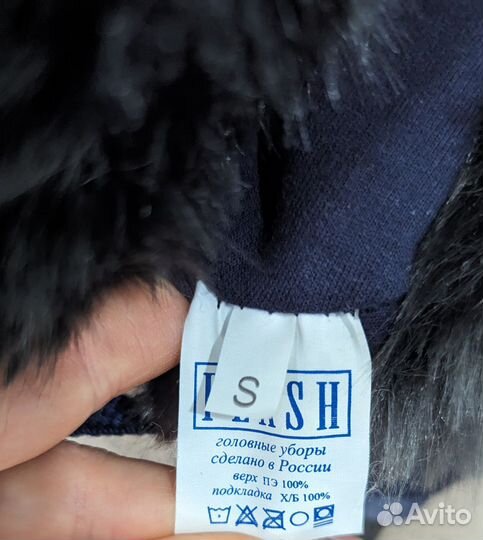 S
головные уборы
сделано в России
верх ПЭ 100%
подкладка Х/Б 100%
Avito